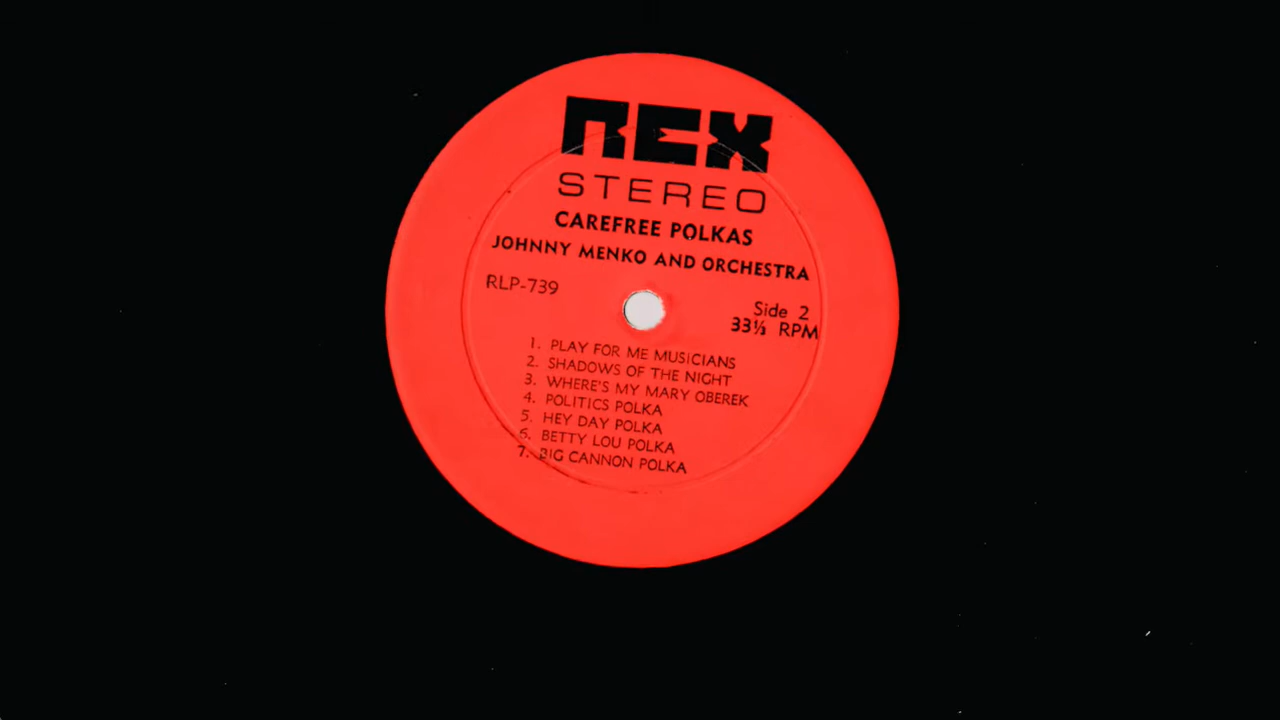 REX
STEREO
CAREFREE POLKAS
JOHNNY MENKO AND ORCHESTRA
RLP-739
Side 2
33⅓ RPM
1. PLAY FOR ME MUSICIANS
2. SHADOWS OF THE NIGHT
3. WHERE'S MY MARY OBEREK
4. POLITICS POLKA
5. HEY DAY POLKA
6. BETTY LOU POLKA
7. BIG CANNON POLKA